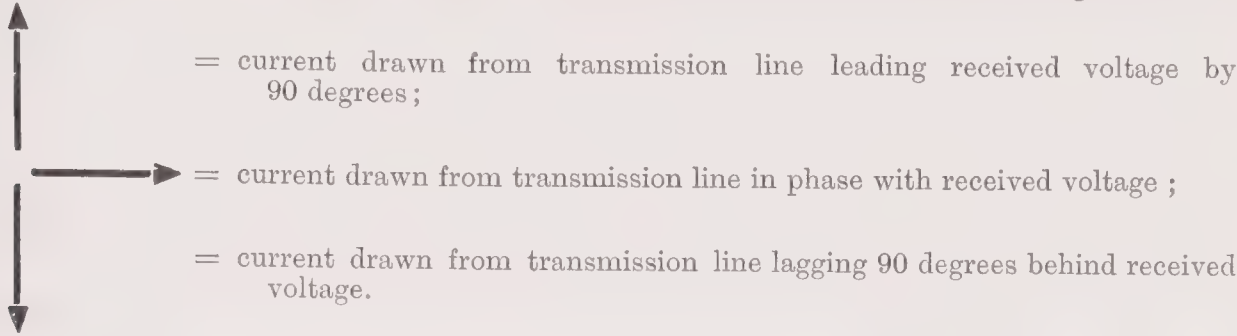 = current drawn from transmission line leading received voltage by
90 degrees;
= current drawn from transmission line in phase with received voltage ;
= current drawn from transmission line lagging 90 degrees behind received
voltage.